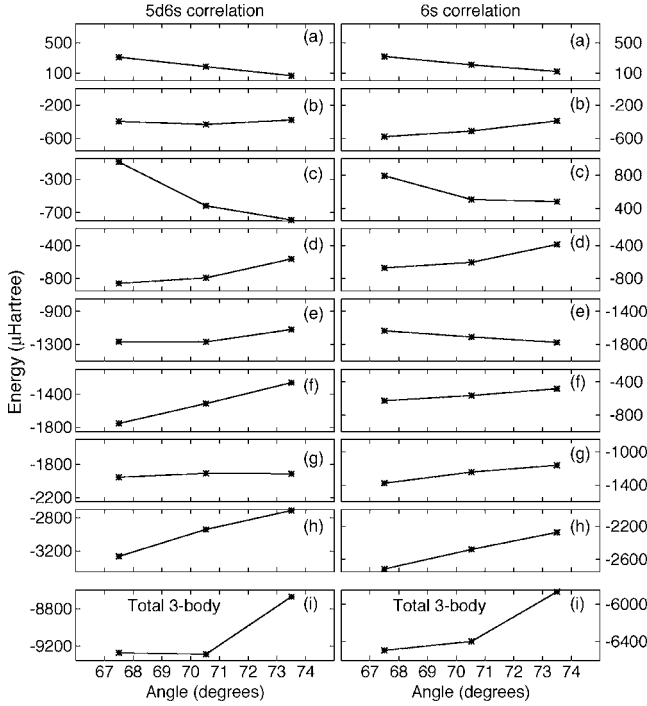 5d6s correlation 6s correlation
500 (a) (a) 500
100 100
-200 (b) (b) -200
-600 -600
-300 (c) (c) 800
-700 400
-400 (d) (d) -400
-800 -800
-900 (e) (e) -1400
-1300 -1800
-1400 (f) (f) -400
-1800 -800
-1800 (g) (g) -1000
-2200 -1400
-2800 (h) (h) -2200
-3200 -2600
-8800 Total 3-body (i) Total 3-body (i) -6000
-9200 -6400
67 68 69 70 71 72 73 74 67 68 69 70 71 72 73 74
Angle (degrees) Angle (degrees)
Energy (μHartree)